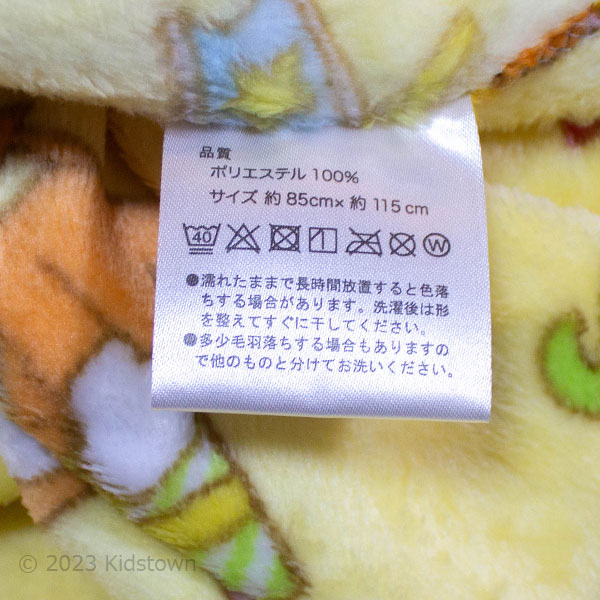 品質
ポリエステル 100%
サイズ 約 85cm× 約 115cm
40 W
●濡れたままで長時間放置すると色落
ちする場合があります。洗濯後は形
を整えてすぐに干してください。
●多少毛羽落ちする場合もありますの
で他のものと分けてお洗いください。
© 2023 Kidstown